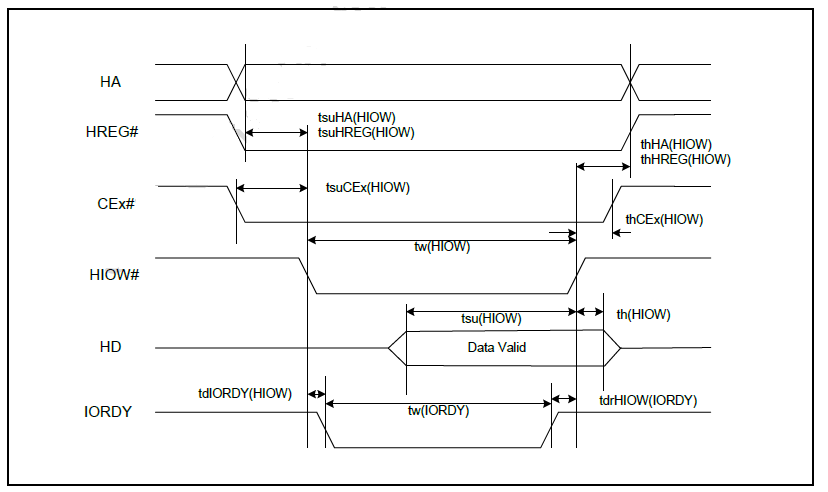 HA
tsuHA(HIOW)
HREG#
tsuHREG(HIOW)
thHA(HIOW)
thHREG(HIOW)
tsuCEx(HIOW)
CEx#
thCEx(HIOW)
tw(HIOW)
HIOW#
tsu(HIOW)
th(HIOW)
HD
Data Valid
tdIORDY(HIOW)
IORDY
tw(IORDY)
tdrHIOW(IORDY)